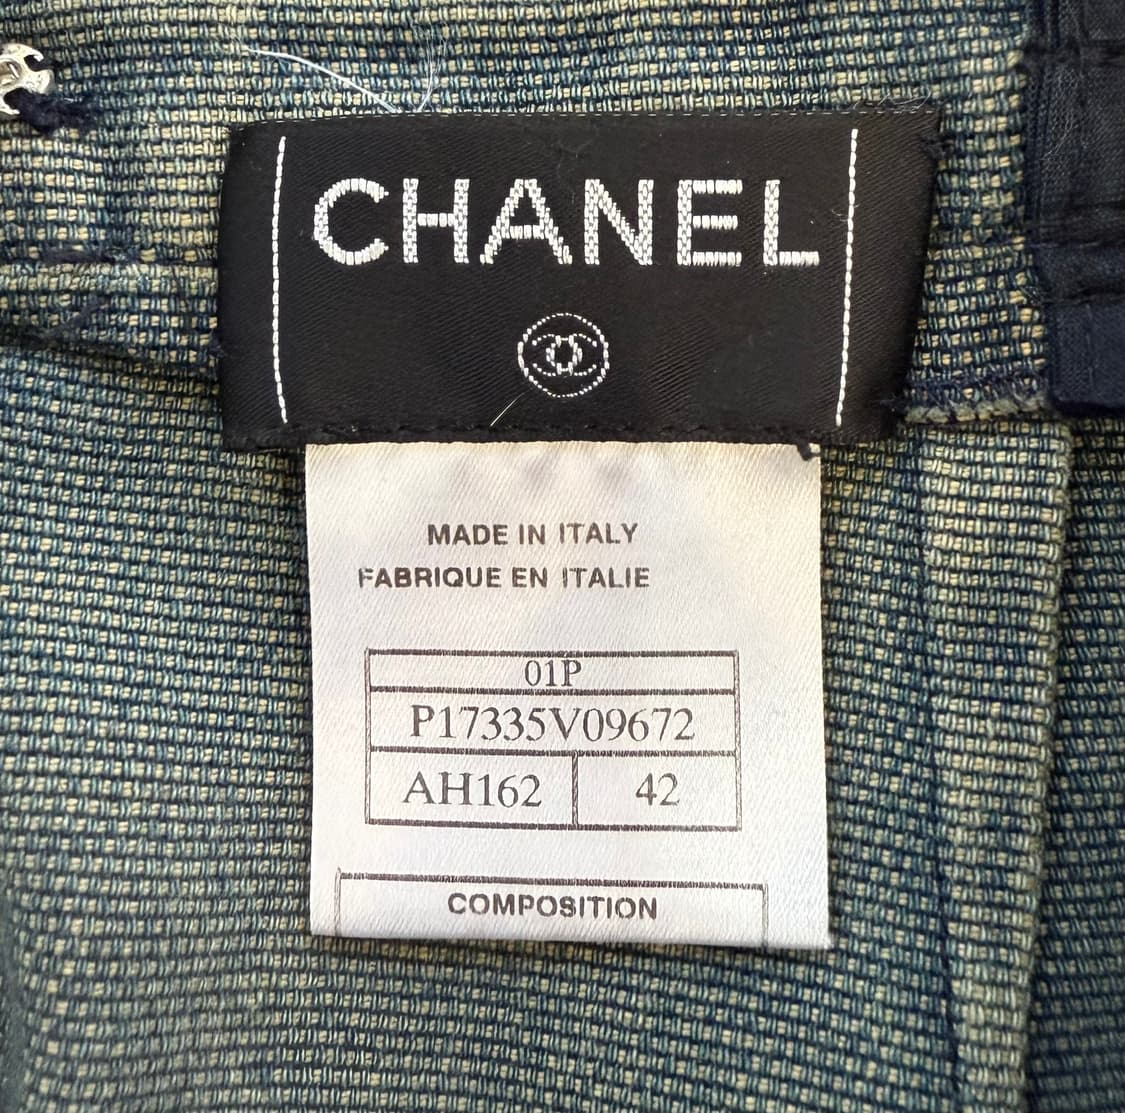 CHANEL
MADE IN ITALY
FABRIQUE EN ITALIE
01P
P17335V09672
AH162 42
COMPOSITION